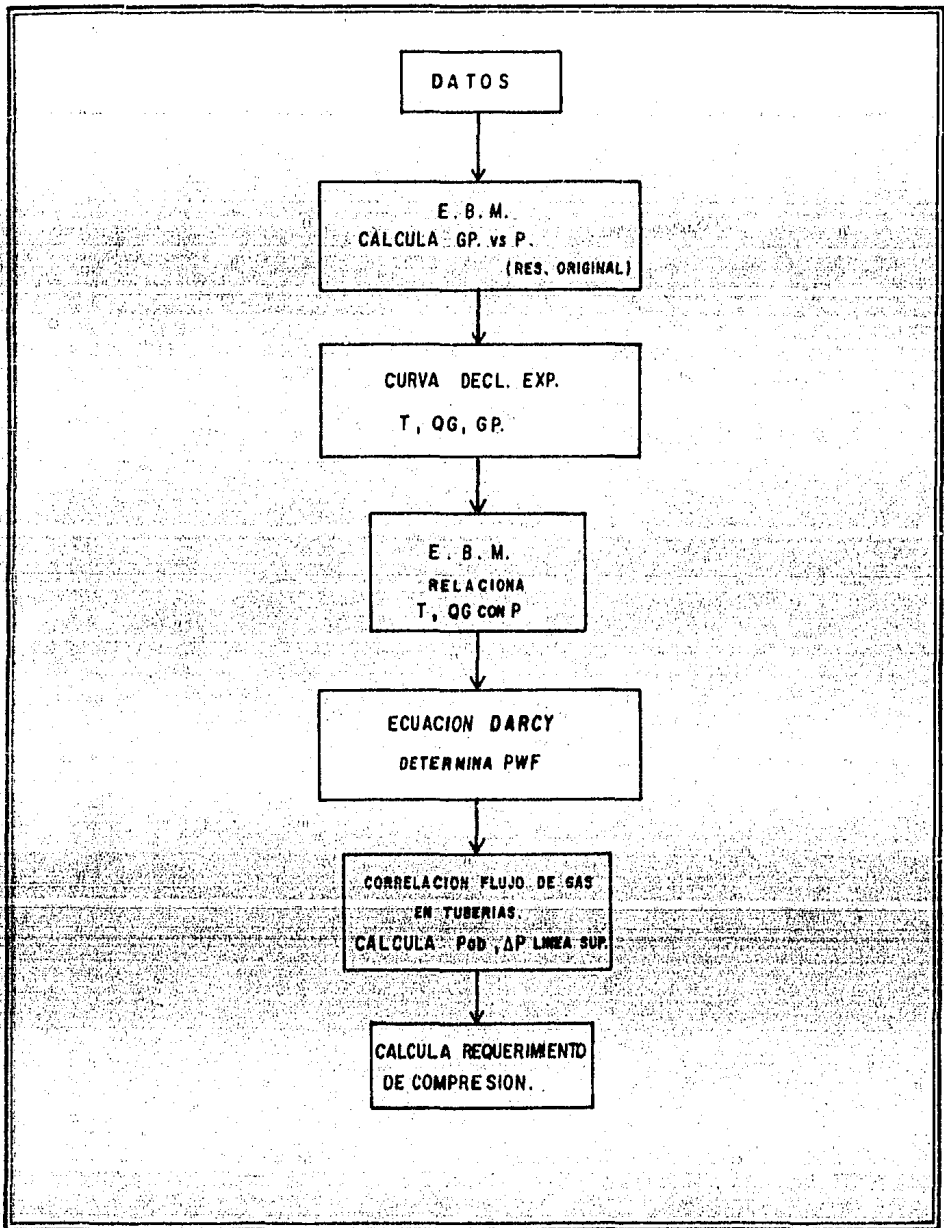 DATOS
E. B. M.
CALCULA GP. vs P.
(RES. ORIGINAL)
CURVA DECL. EXP.
T, QG, GP.
E. B. M.
RELACIONA
T, QG CON P
ECUACION DARCY
DETERMINA PWF
CORRELACION FLUJO DE GAS
EN TUBERIAS.
CALCULA Pab, ΔP LINEA SUP.
CALCULA REQUERIMIENTO
DE COMPRESION.